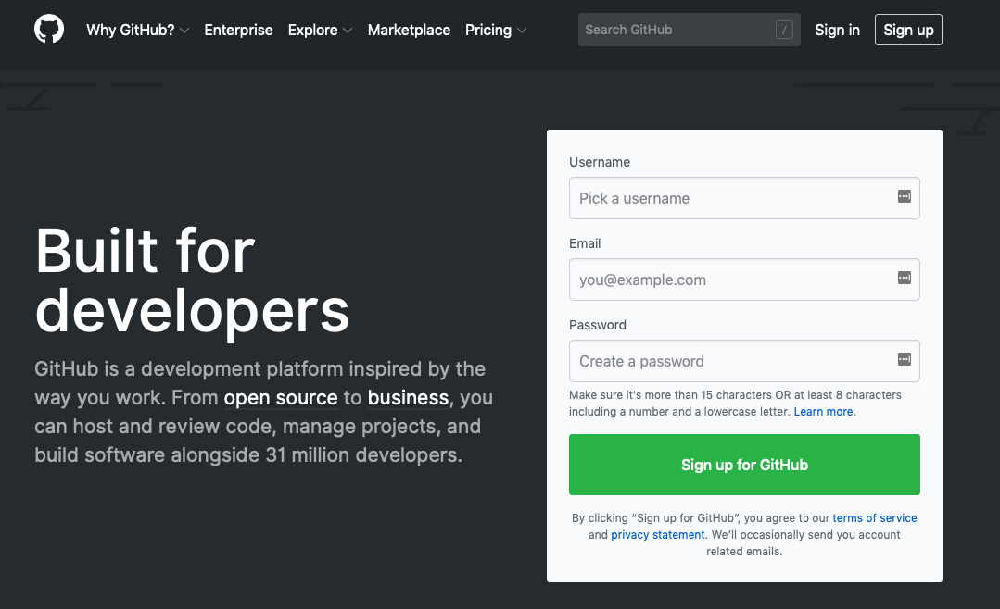 Why GitHub? Enterprise Explore Marketplace Pricing Search GitHub / Sign in Sign up
Built for
developers
GitHub is a development platform inspired by the
way you work. From open source to business, you
can host and review code, manage projects, and
build software alongside 31 million developers.
Username
Pick a username
Email
you@example.com
Password
Create a password
Make sure it's more than 15 characters OR at least 8 characters
including a number and a lowercase letter. Learn more.
Sign up for GitHub
By clicking “Sign up for GitHub”, you agree to our terms of service
and privacy statement. We’ll occasionally send you account
related emails.